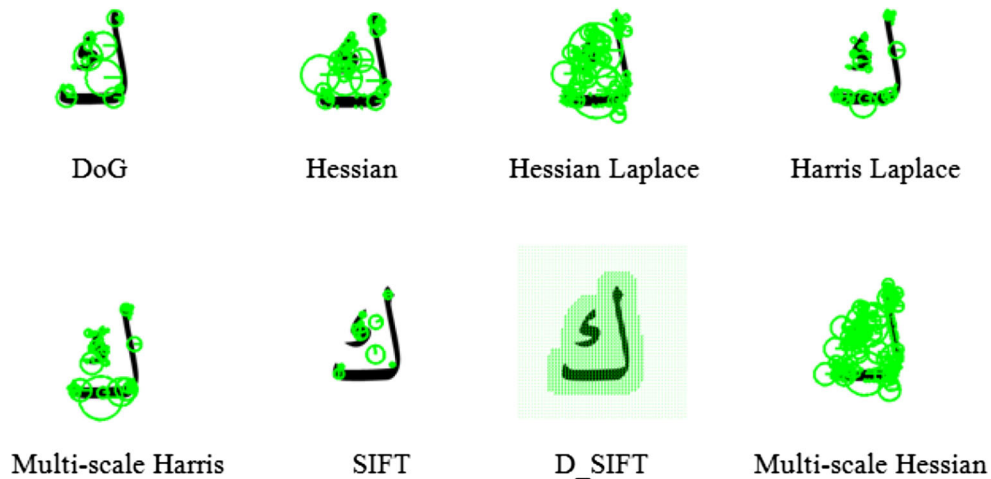 ك ك ك ك
DoG Hessian Hessian Laplace Harris Laplace
ك ك ك ك
Multi-scale Harris SIFT D_SIFT Multi-scale Hessian